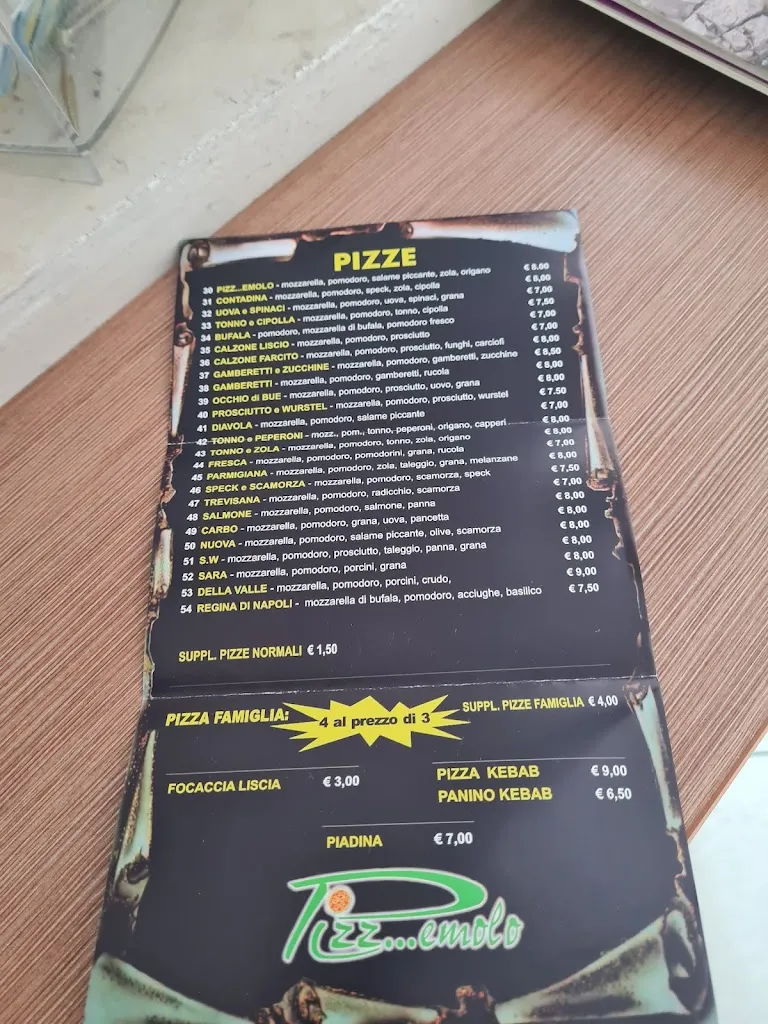 PIZZE
30 PIZZ...EMOLO - mozzarella, pomodoro, salame piccante, zola, origano € 8,00
31 CONTADINA - mozzarella, pomodoro, speck, zola, cipolla € 8,00
32 UOVA e SPINACI - mozzarella, pomodoro, uova, spinaci, grana € 7,00
33 TONNO e CIPOLLA - mozzarella, pomodoro, tonno, cipolla € 7,50
34 BUFALA - pomodoro, mozzarella di bufala, pomodoro fresco € 7,00
35 CALZONE LISCIO - mozzarella, pomodoro, prosciutto € 7,00
36 CALZONE FARCITO - mozzarella, pomodoro, prosciutto, funghi, carciofi € 8,00
37 GAMBERETTI e ZUCCHINE - mozzarella, pomodoro, gamberetti, zucchine € 8,50
38 GAMBERETTI - mozzarella, pomodoro, gamberetti, rucola € 8,00
39 OCCHIO di BUE - mozzarella, pomodoro, prosciutto, uovo, grana € 8,00
40 PROSCIUTTO e WURSTEL - mozzarella, pomodoro, prosciutto, wurstel € 7.50
41 DIAVOLA - mozzarella, pomodoro, salame piccante € 7,00
42 TONNO e PEPERONI - mozz., pom., tonno, peperoni, origano, capperi € 8,00
43 TONNO e ZOLA - mozzarella, pomodoro, tonno, zola, origano € 8,00
44 FRESCA - mozzarella, pomodoro, pomodorini, grana, rucola € 7,00
45 PARMIGIANA - mozzarella, pomodoro, zola, taleggio, grana, melanzane € 8,00
46 SPECK e SCAMORZA - mozzarella, pomodoro, scamorza, speck € 7,50
47 TREVISANA - mozzarella, pomodoro, radicchio, scamorza € 7,00
48 SALMONE - mozzarella, pomodoro, salmone, panna € 8,00
49 CARBO - mozzarella, pomodoro, grana, uova, pancetta € 8,00
50 NUOVA - mozzarella, pomodoro, salame piccante, olive, scamorza € 8,00
51 S.W - mozzarella, pomodoro, prosciutto, taleggio, panna, grana € 8,00
52 SARA - mozzarella, pomodoro, porcini, grana € 8,00
53 DELLA VALLE - mozzarella, pomodoro, porcini, crudo, € 9,00
54 REGINA DI NAPOLI - mozzarella di bufala, pomodoro, acciughe, basilico € 7,50
SUPPL. PIZZE NORMALI € 1,50
PIZZA FAMIGLIA: 4 al prezzo di 3 SUPPL. PIZZE FAMIGLIA € 4,00
FOCACCIA LISCIA € 3,00
PIZZA KEBAB € 9,00
PANINO KEBAB € 6,50
PIADINA € 7,00
Pizz...emolo